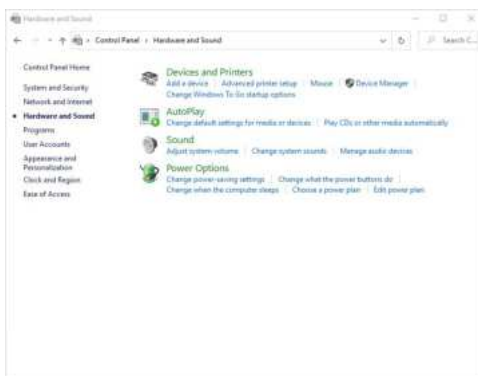 Hardware and Sound
Control Panel › Hardware and Sound
Search C...
Control Panel Home
System and Security
Network and Internet
Hardware and Sound
Programs
User Accounts
Appearance and
Personalization
Clock and Region
Ease of Access
Devices and Printers
Add a device | Advanced printer setup | Mouse | Device Manager
Change Windows To Go startup options
AutoPlay
Change default settings for media or devices | Play CDs or other media automatically
Sound
Adjust system volume | Change system sounds | Manage audio devices
Power Options
Change power-saving settings | Change what the power buttons do
Change when the computer sleeps | Choose a power plan | Edit power plan